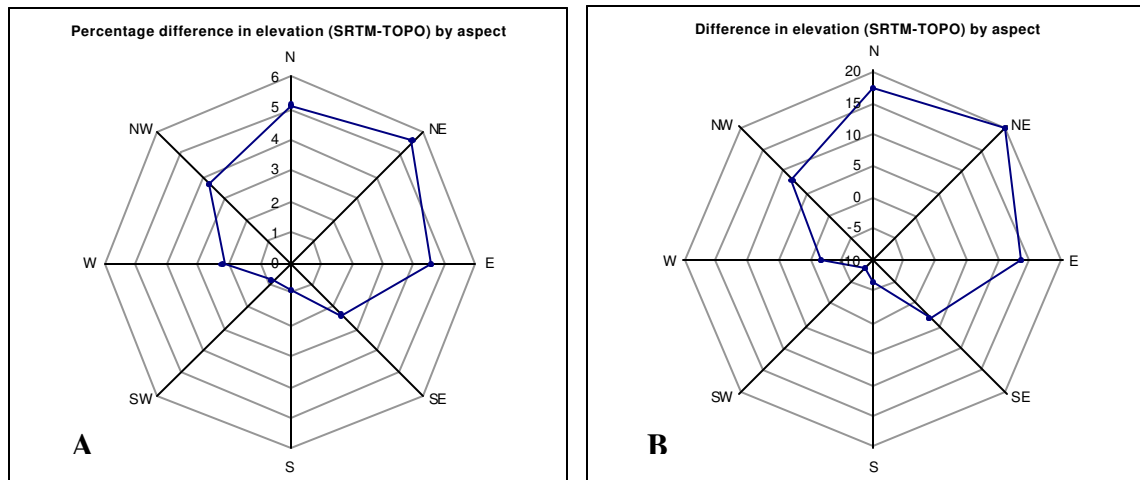 Percentage difference in elevation (SRTM-TOPO) by aspect
N
6
5
4
3
2
1
0
NE
E
SE
S
SW
W
NW
A
Difference in elevation (SRTM-TOPO) by aspect
N
20
15
10
5
0
-5
-10
NE
E
SE
S
SW
W
NW
B